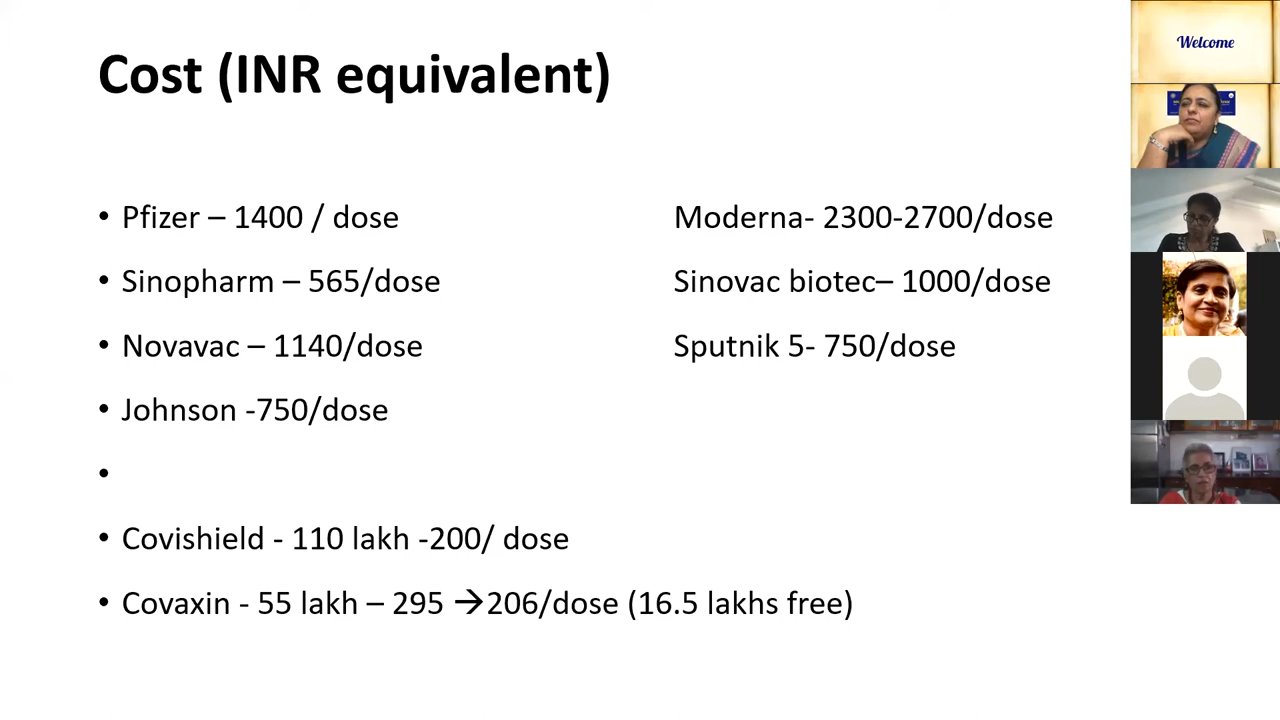 Cost (INR equivalent)
• Pfizer – 1400 / dose Moderna- 2300-2700/dose
• Sinopharm – 565/dose Sinovac biotec– 1000/dose
• Novavac – 1140/dose Sputnik 5- 750/dose
• Johnson -750/dose
•
• Covishield - 110 lakh -200/ dose
• Covaxin - 55 lakh – 295 →206/dose (16.5 lakhs free)
Welcome